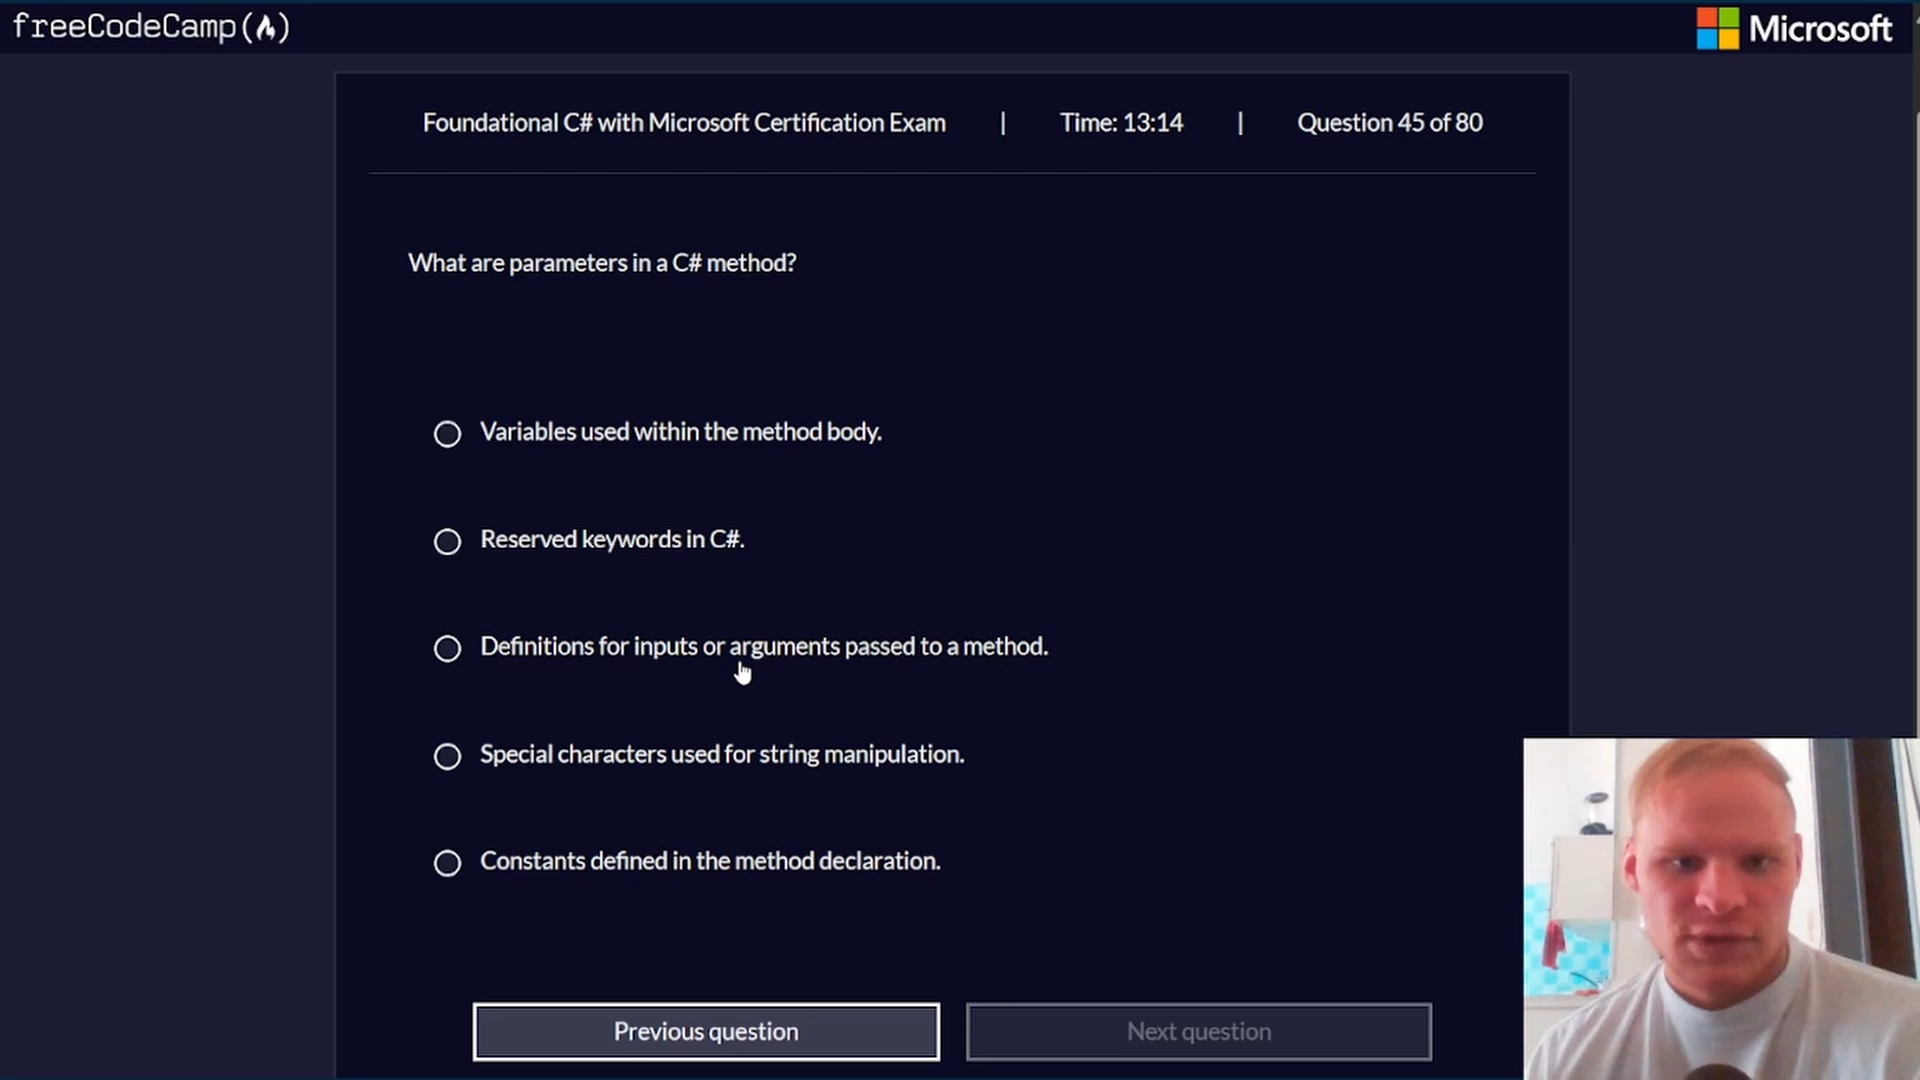 freeCodeCamp
Microsoft
Foundational C# with Microsoft Certification Exam | Time: 13:14 | Question 45 of 80
What are parameters in a C# method?
Variables used within the method body.
Reserved keywords in C#.
Definitions for inputs or arguments passed to a method.
Special characters used for string manipulation.
Constants defined in the method declaration.
Previous question
Next question